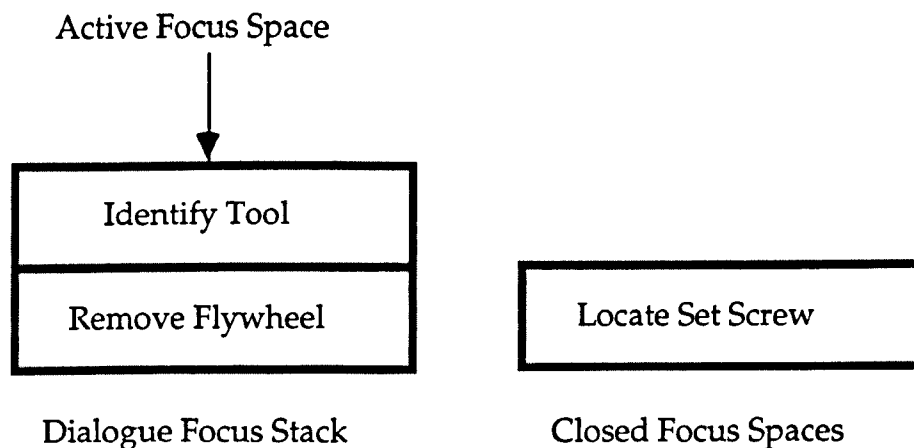 Active Focus Space
Identify Tool
Remove Flywheel
Locate Set Screw
Dialogue Focus Stack
Closed Focus Spaces